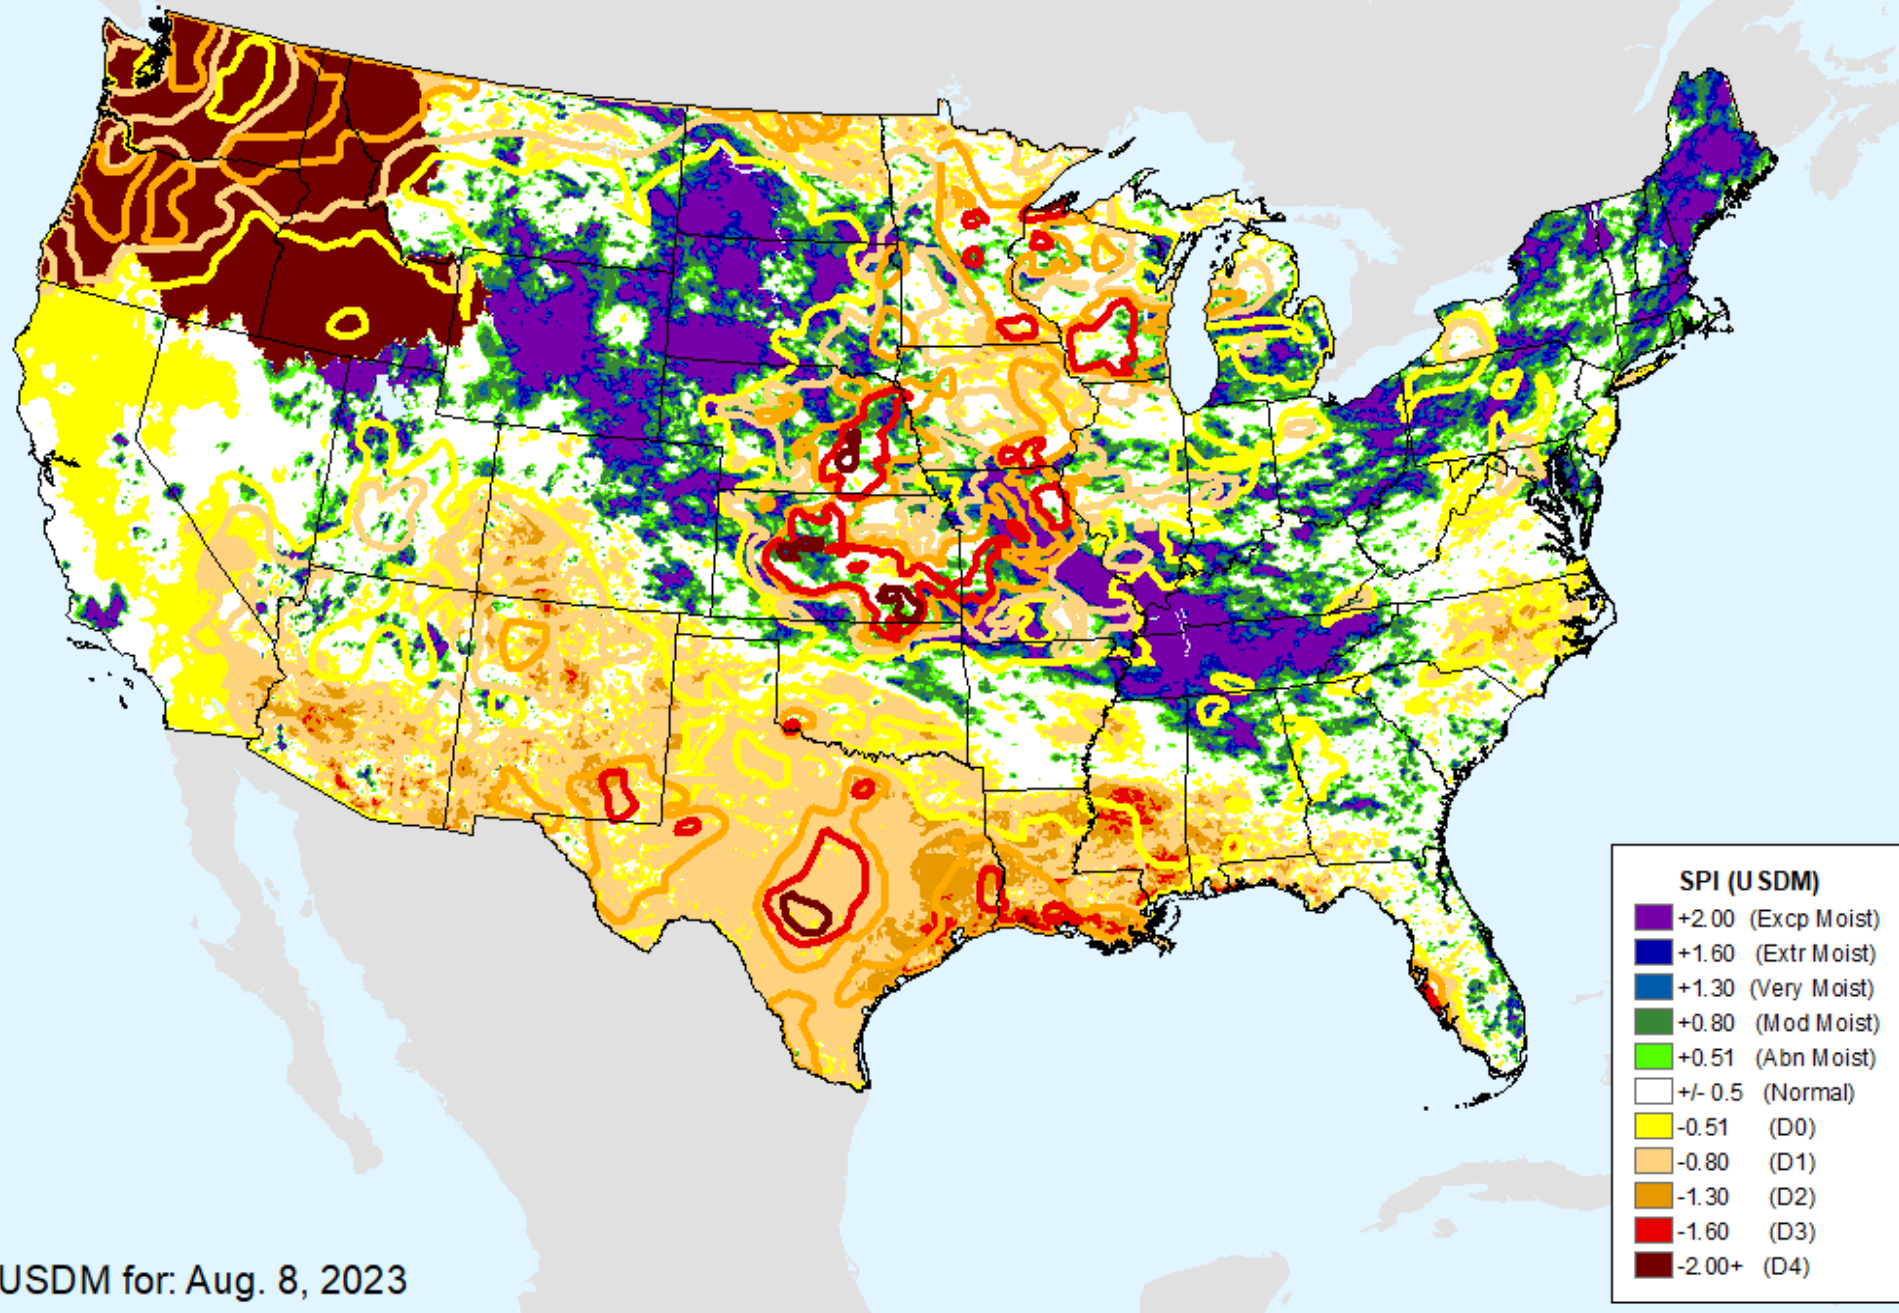 SPI (USDM)
+2.00 (Excp Moist)
+1.60 (Extr Moist)
+1.30 (Very Moist)
+0.80 (Mod Moist)
+0.51 (Abn Moist)
+/- 0.5 (Normal)
-0.51 (D0)
-0.80 (D1)
-1.30 (D2)
-1.60 (D3)
-2.00+ (D4)
USDM for: Aug. 8, 2023